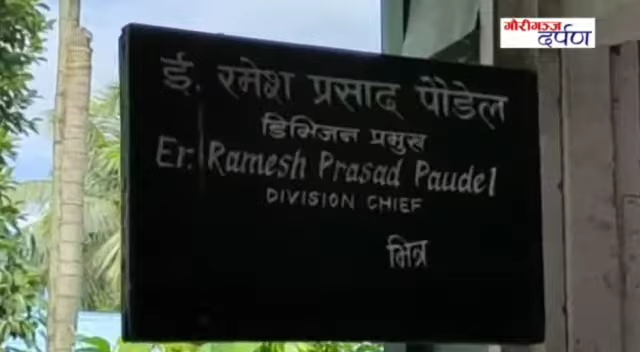 गौरीगञ्ज
दर्पण
ई. रमेश प्रसाद पौडेल
डिभिजन प्रमुख
Er. Ramesh Prasad Paudel
DIVISION CHIEF
भित्र